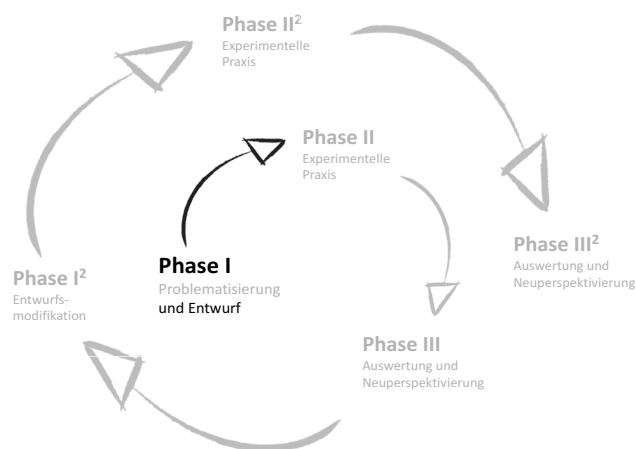 Phase II²
Experimentelle
Praxis
Phase II
Experimentelle
Praxis
Phase III²
Auswertung und
Neuperspektivierung
Phase I
Problematisierung
und Entwurf
Phase I²
Entwurfs-
modifikation
Phase III
Auswertung und
Neuperspektivierung